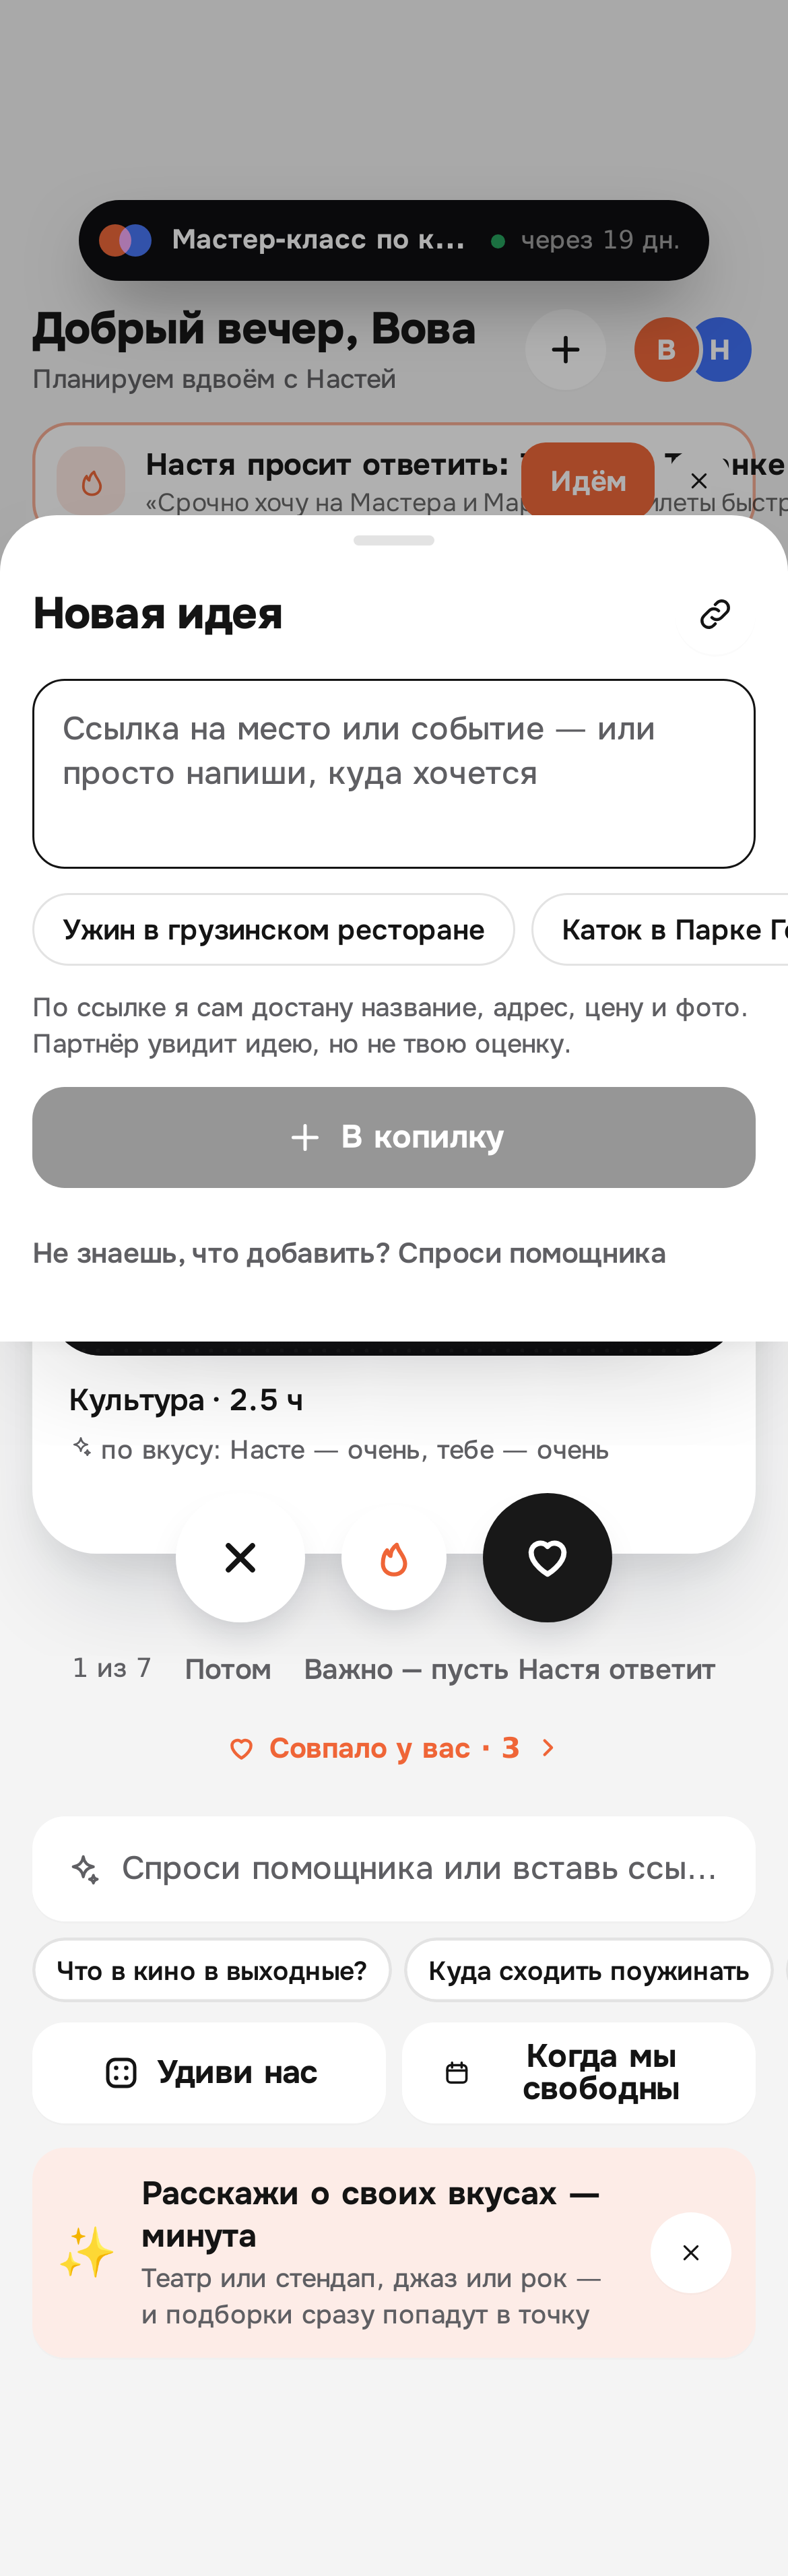 Мастер-класс по к...
через 19 дн.
Добрый вечер, Вова
Планируем вдвоём с Настей
В
Н
Настя просит ответить:
Идём
«Срочно хочу на Мастера и
Новая идея
Ссылка на место или событие — или
просто напиши, куда хочется
Ужин в грузинском ресторане
Каток в Парке
По ссылке я сам достану название, адрес, цену и фото.
Партнёр увидит идею, но не твою оценку.
В копилку
Не знаешь, что добавить? Спроси помощника
Культура · 2.5 ч
по вкусу: Насте — очень, тебе — очень
1 из 7
Потом
Важно — пусть Настя ответит
Совпало у вас · 3
Спроси помощника или вставь ссы...
Что в кино в выходные?
Куда сходить поужинать
Удиви нас
Когда мы
свободны
Расскажи о своих вкусах —
минута
Театр или стендап, джаз или рок —
и подборки сразу попадут в точку